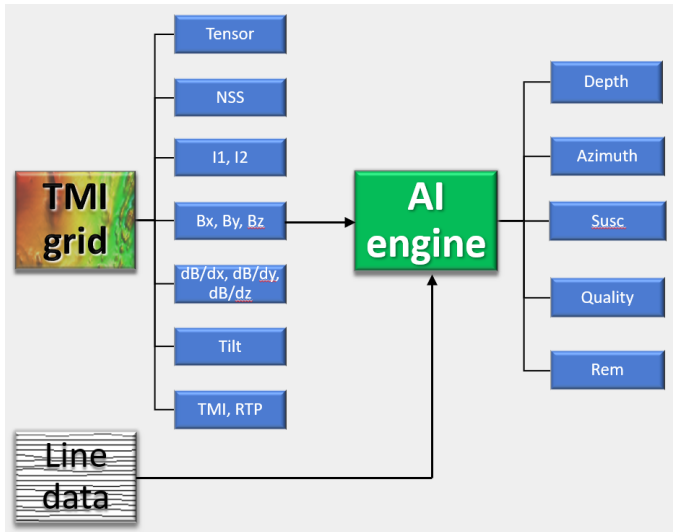 TMI
grid
Line
data
Tensor
NSS
I1, I2
Bx, By, Bz
dB/dx, dB/dy,
dB/dz
Tilt
TMI, RTP
AI
engine
Depth
Azimuth
Susc
Quality
Rem